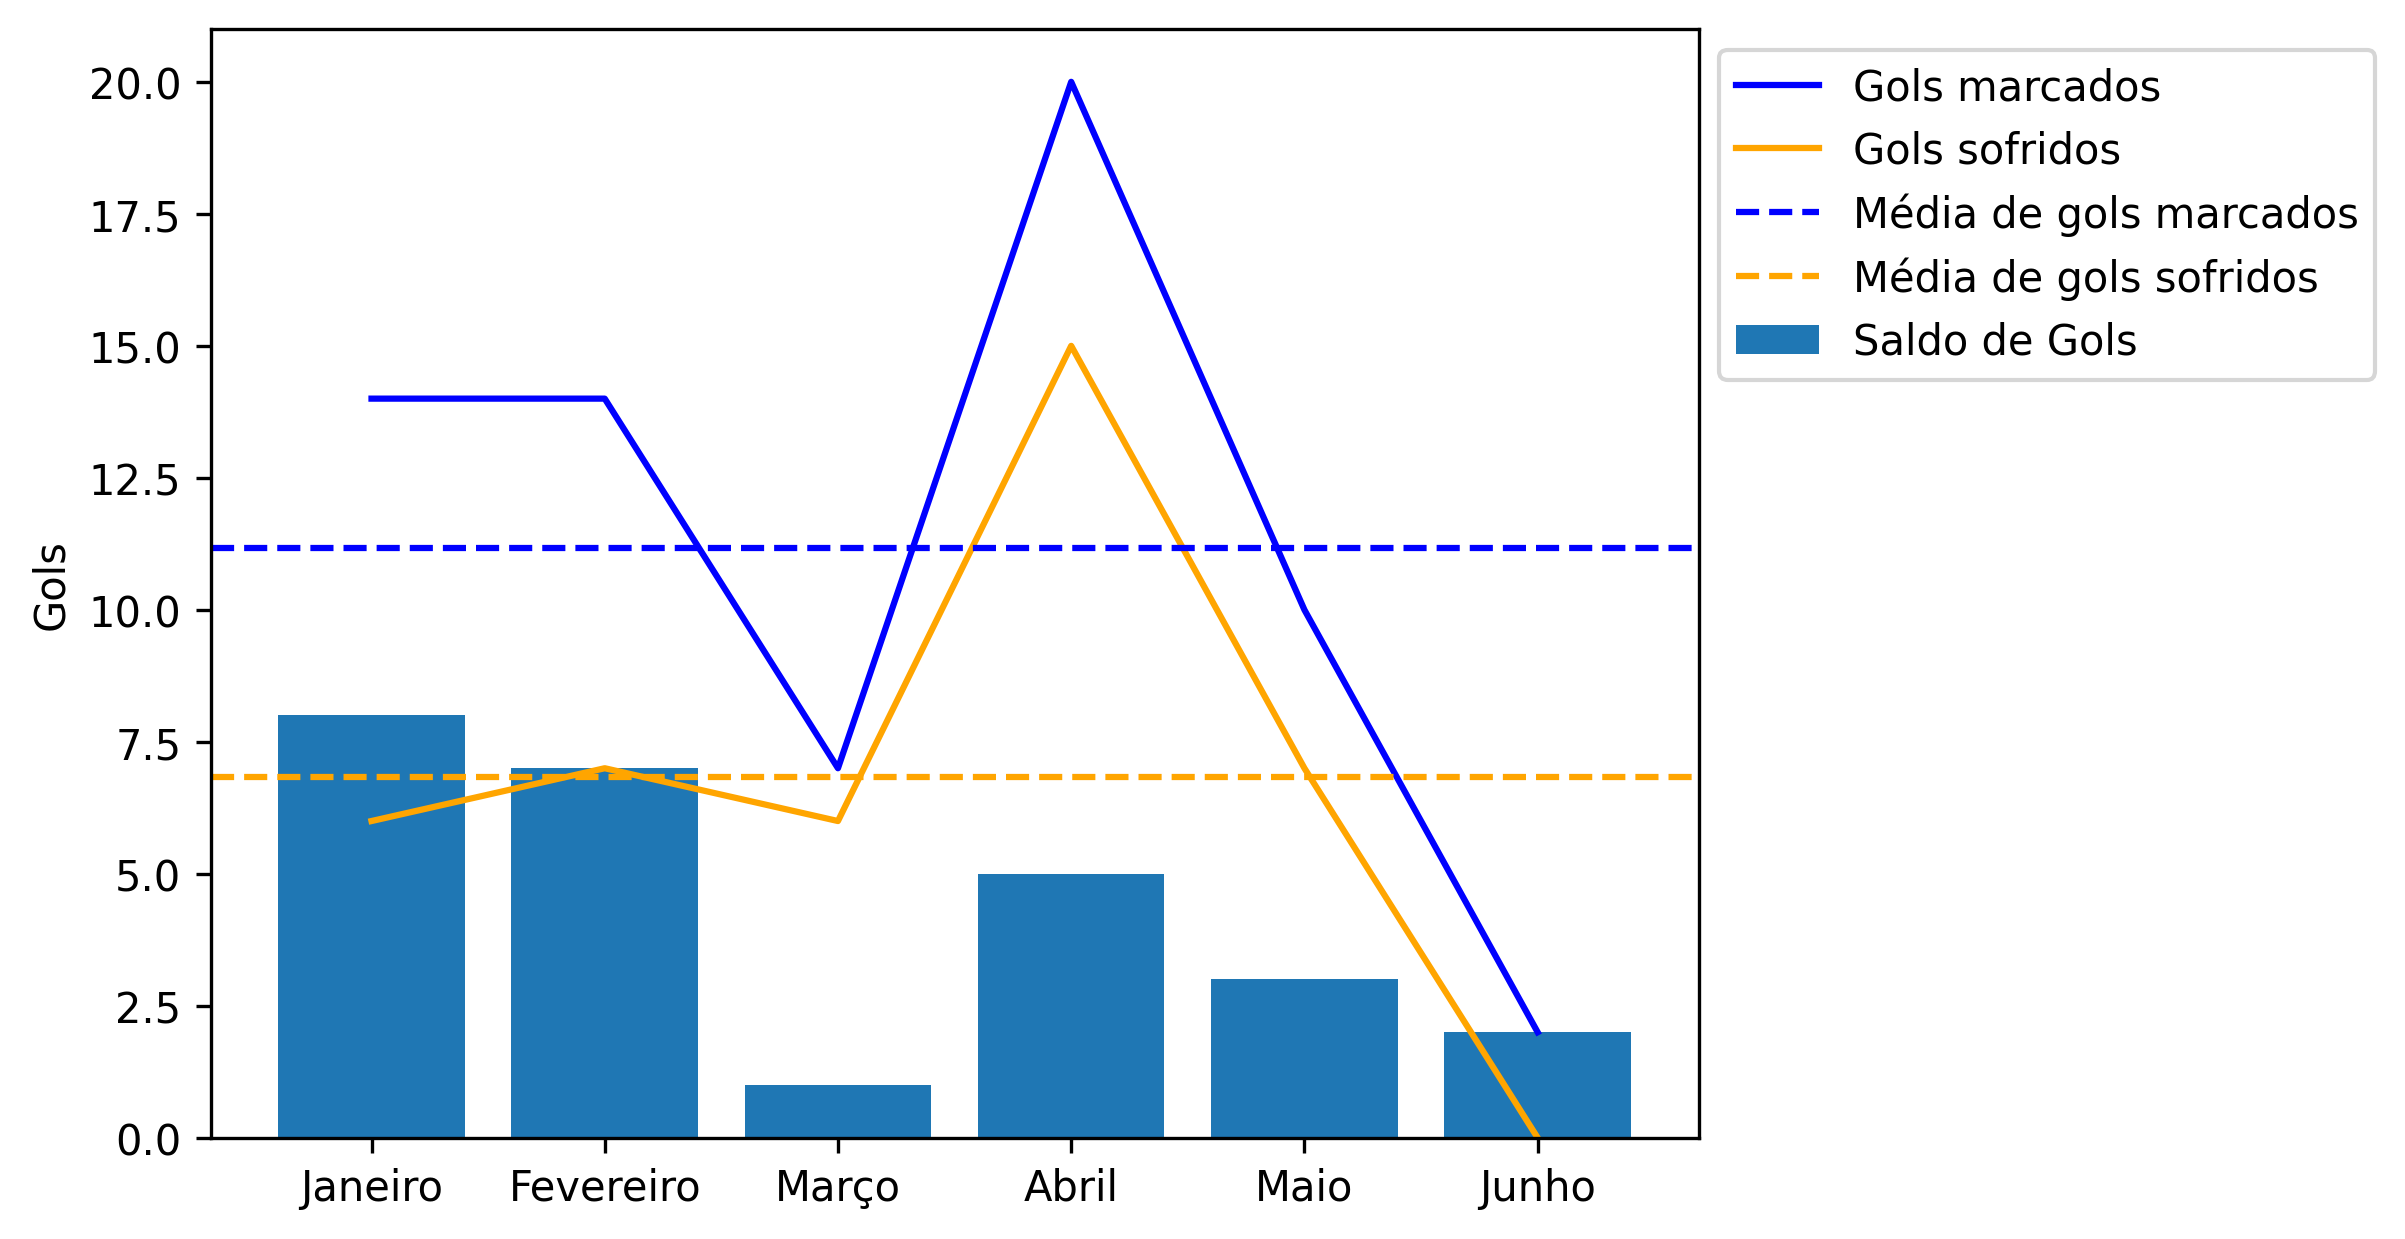 20.0
17.5
15.0
12.5
10.0
7.5
5.0
2.5
0.0
Gols
Janeiro
Fevereiro
Março
Abril
Maio
Junho
Gols marcados
Gols sofridos
Média de gols marcados
Média de gols sofridos
Saldo de Gols